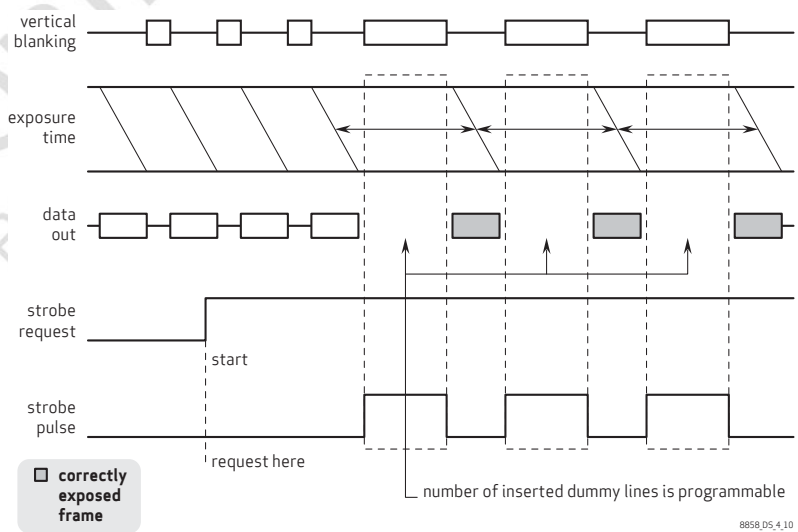 vertical
blanking
exposure
time
data
out
strobe
request
start
strobe
pulse
request here
correctly
exposed
frame
number of inserted dummy lines is programmable
8858_DS_4_10